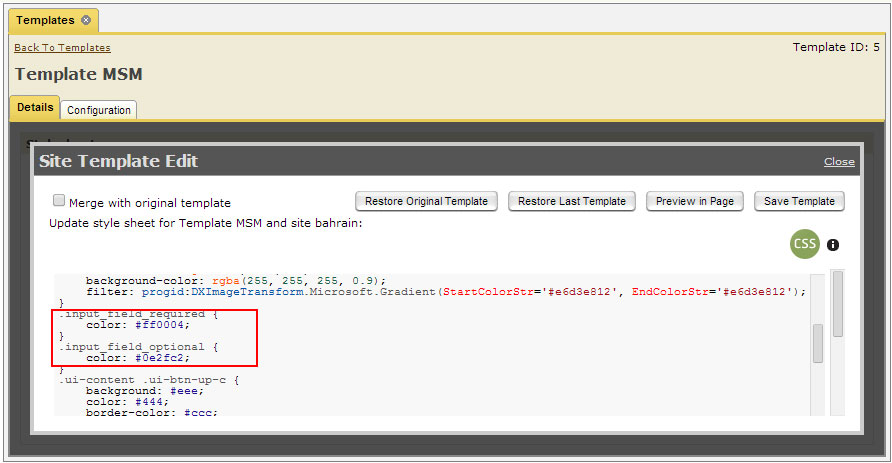 Templates
Back To Templates
Template ID: 5
Template MSM
Details
Configuration
Site Template Edit
Close
Merge with original template
Restore Original Template
Restore Last Template
Preview in Page
Save Template
Update style sheet for Template MSM and site bahrain:
CSS
background-color: rgba(255, 255, 255, 0.9);
filter: progid:DXImageTransform.Microsoft.Gradient(StartColorStr='#e6d3e812', EndColorStr='#e6d3e812');
}
.input_field_required {
color: #ff0004;
}
.input_field_optional {
color: #0e2fc2;
}
.ui-content .ui-btn-up-c {
background: #eee;
color: #444;
border-color: #ccc;